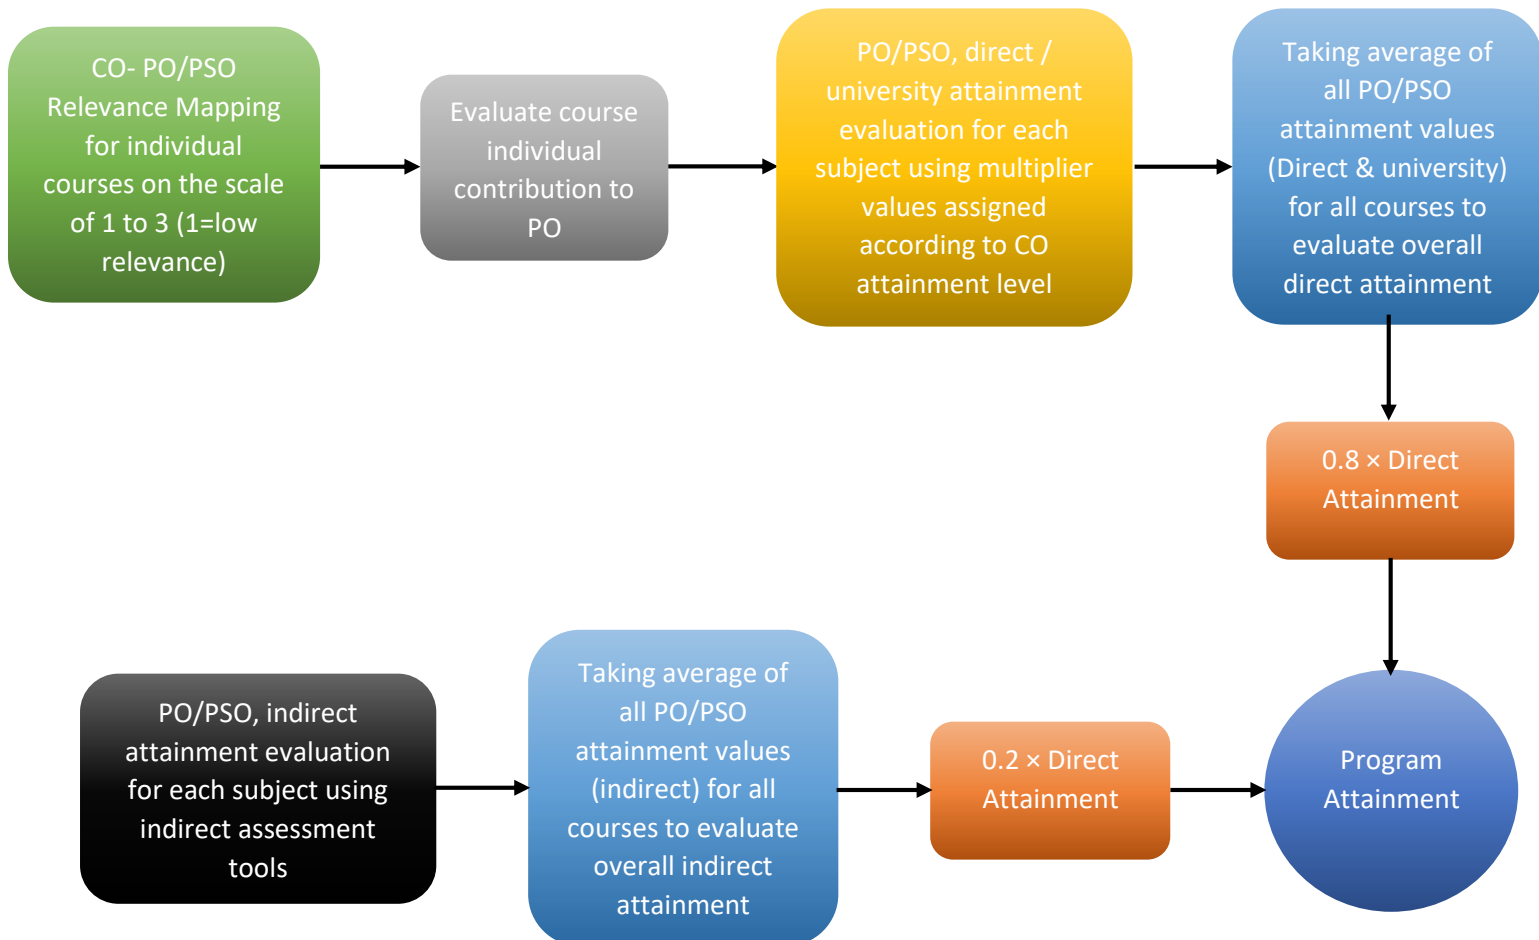 CO- PO/PSO
Relevance Mapping
for individual
courses on the scale
of 1 to 3 (1=low
relevance)
Evaluate course
individual
contribution to
PO
PO/PSO, direct /
university attainment
evaluation for each
subject using multiplier
values assigned
according to CO
attainment level
Taking average of
all PO/PSO
attainment values
(Direct & university)
for all courses to
evaluate overall
direct attainment
0.8 × Direct
Attainment
PO/PSO, indirect
attainment evaluation
for each subject using
indirect assessment
tools
Taking average of
all PO/PSO
attainment values
(indirect) for all
courses to evaluate
overall indirect
attainment
0.2 × Direct
Attainment
Program
Attainment